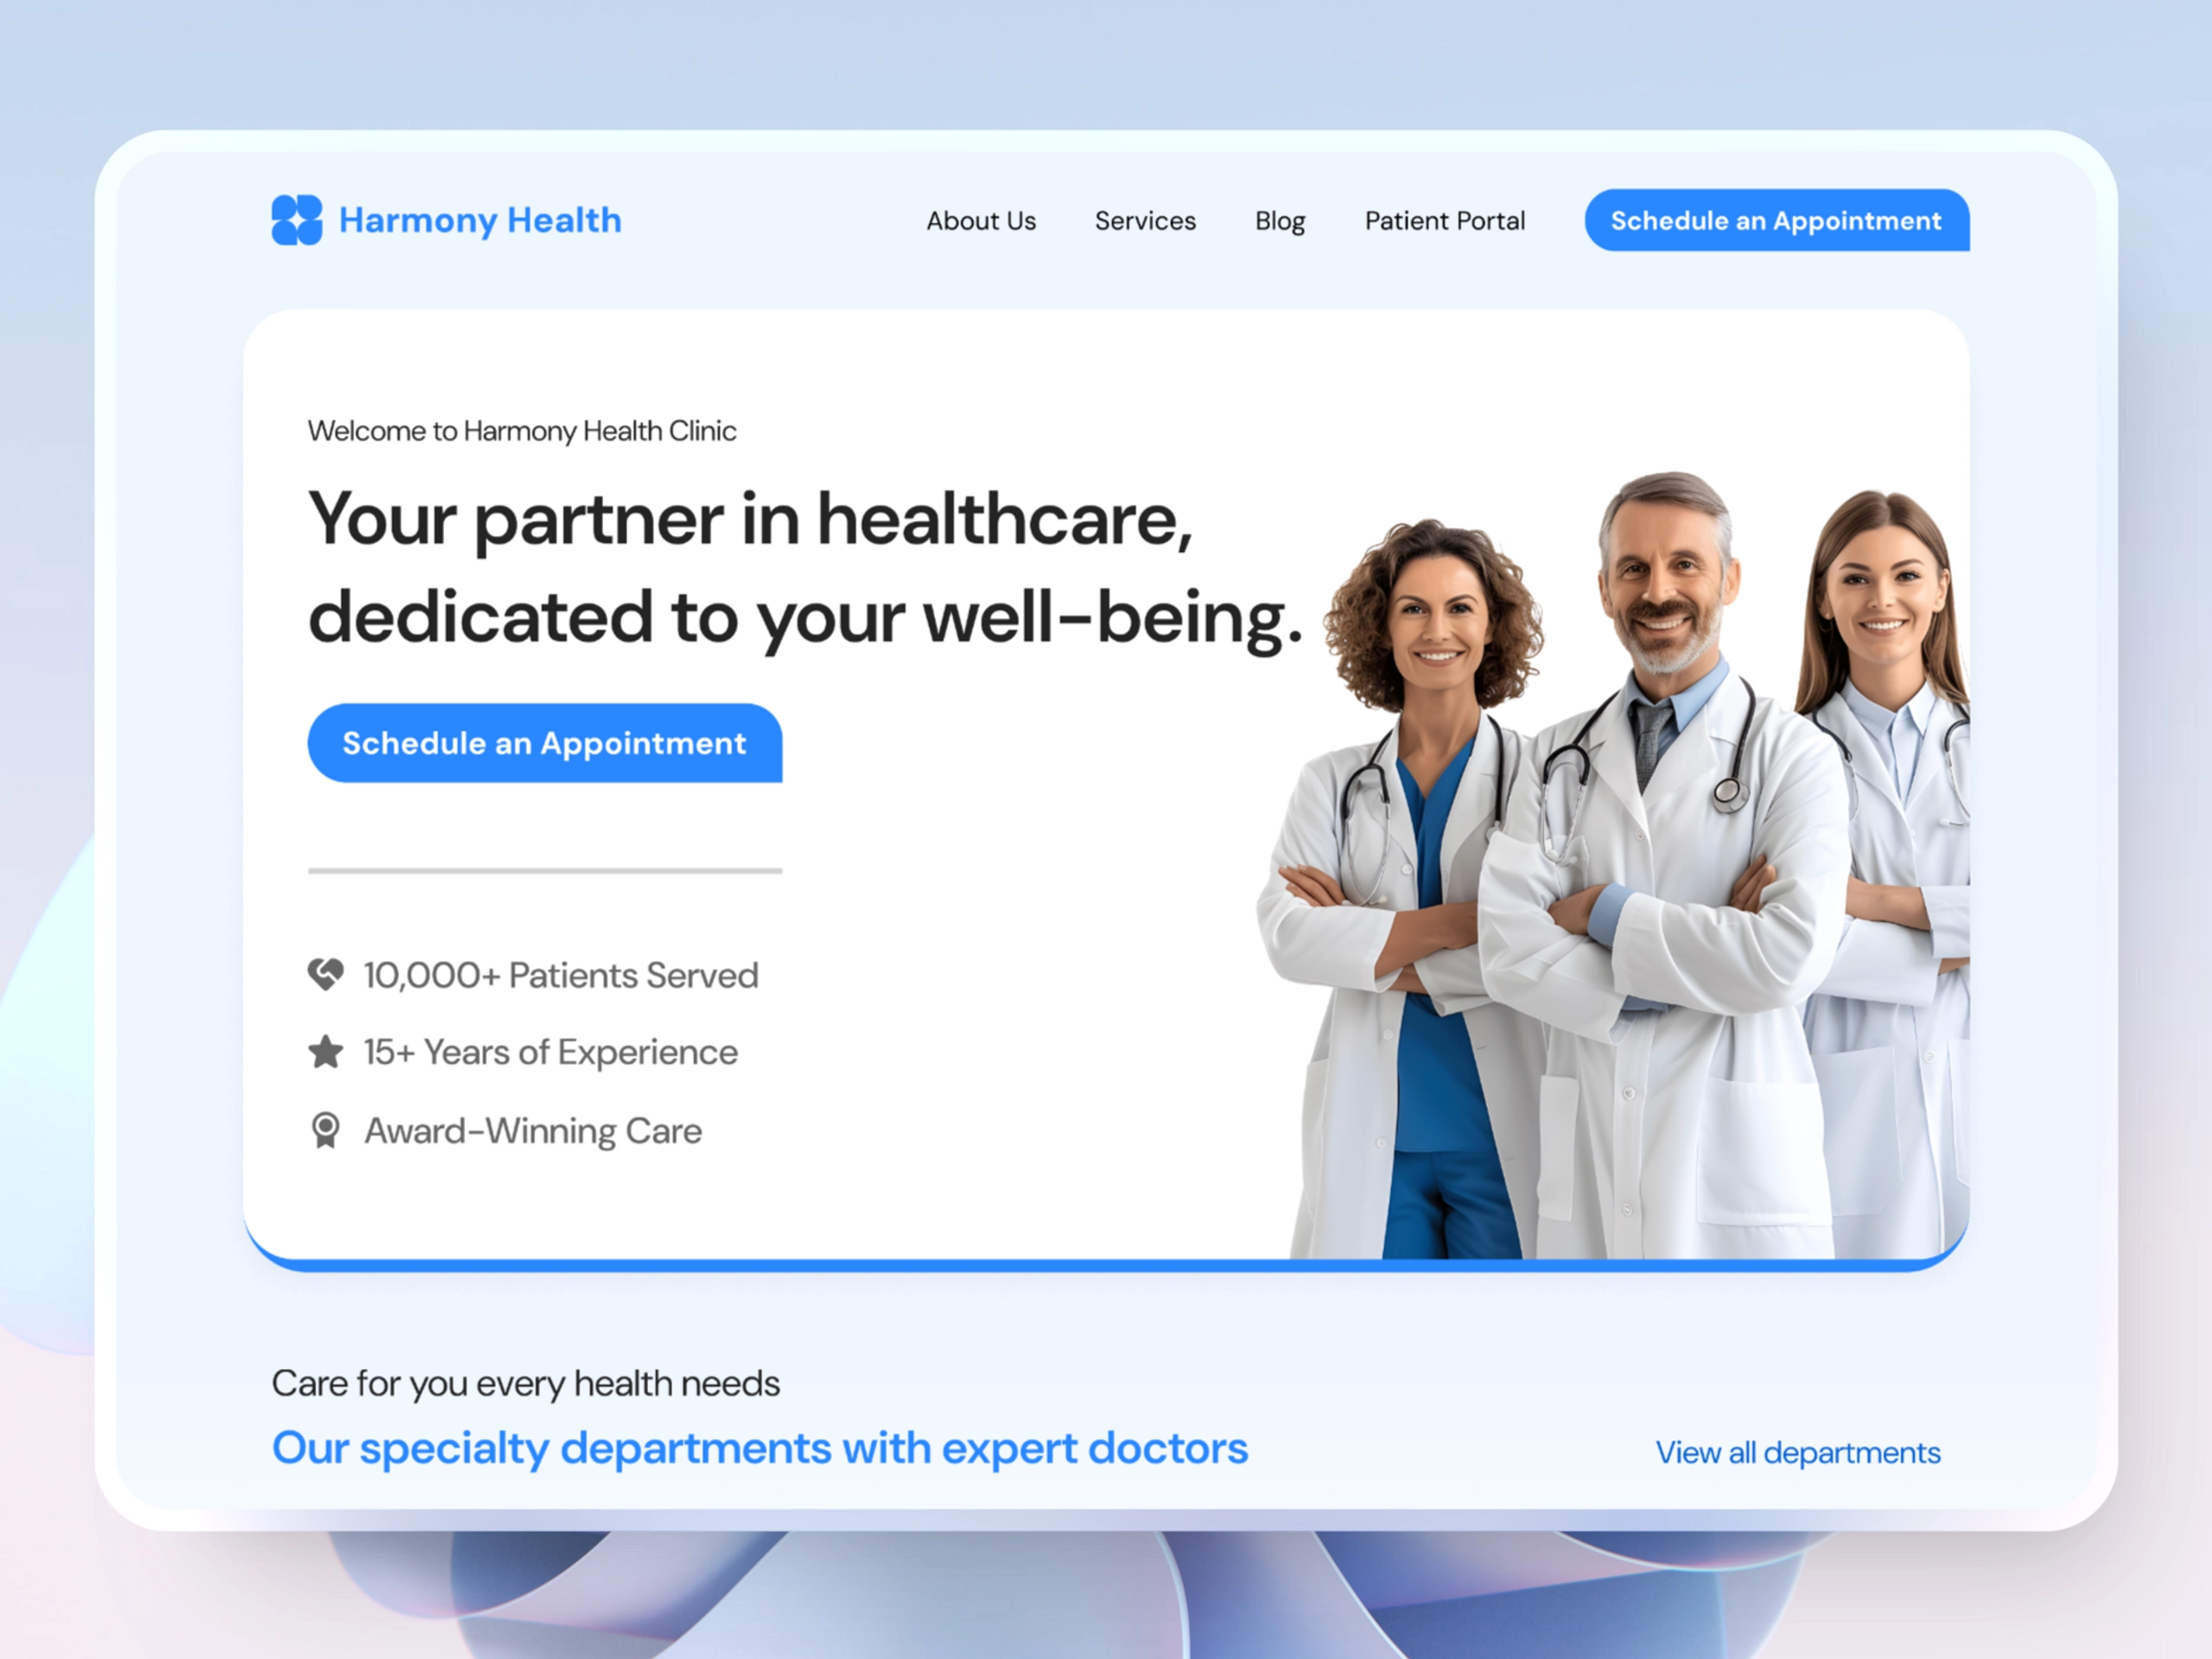 Harmony Health
About Us
Services
Blog
Patient Portal
Schedule an Appointment
Welcome to Harmony Health Clinic
Your partner in healthcare,
dedicated to your well-being.
Schedule an Appointment
10,000+ Patients Served
15+ Years of Experience
Award-Winning Care
Care for you every health needs
Our specialty departments with expert doctors
View all departments